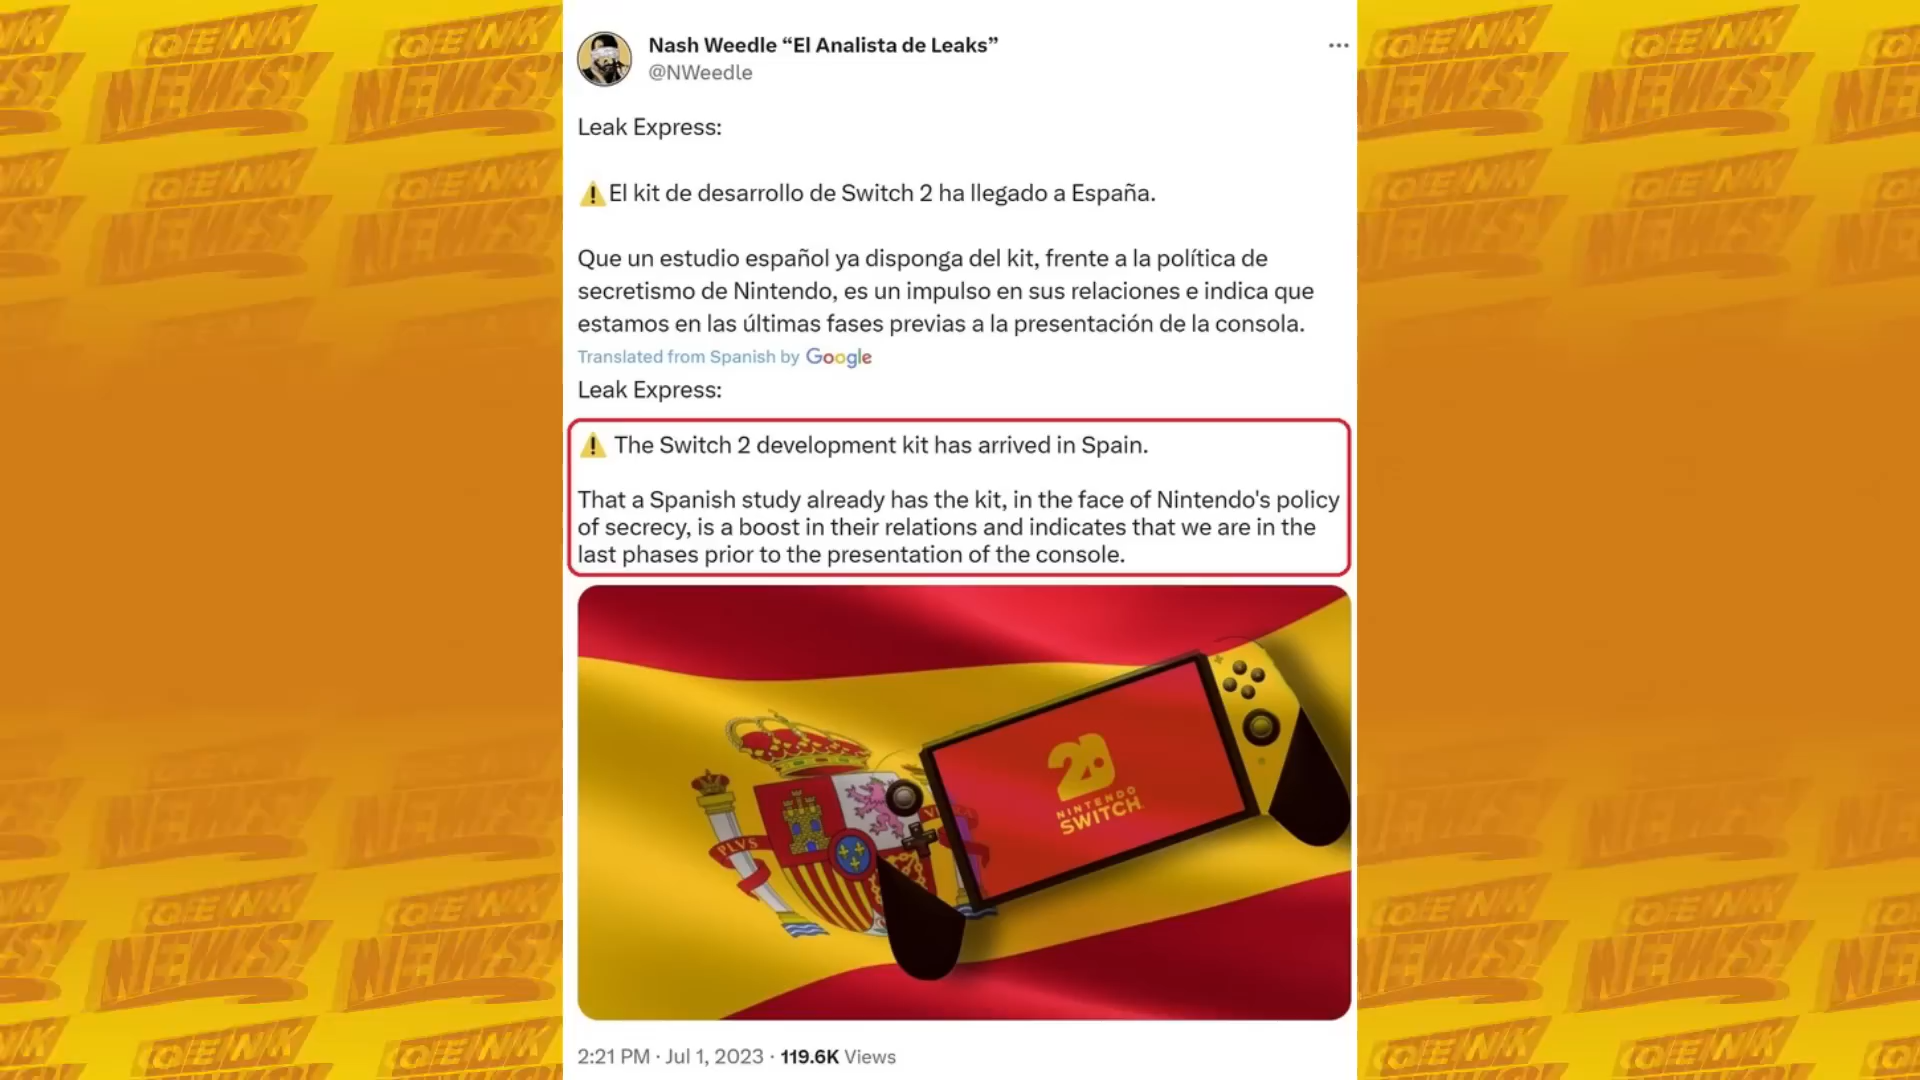 Nash Weedle “El Analista de Leaks”
@NWeedle
Leak Express:
⚠️El kit de desarrollo de Switch 2 ha llegado a España.
Que un estudio español ya disponga del kit, frente a la política de
secretismo de Nintendo, es un impulso en sus relaciones e indica que
estamos en las últimas fases previas a la presentación de la consola.
Translated from Spanish by Google
Leak Express:
⚠️ The Switch 2 development kit has arrived in Spain.
That a Spanish study already has the kit, in the face of Nintendo's policy
of secrecy, is a boost in their relations and indicates that we are in the
last phases prior to the presentation of the console.
PLVS
2
NINTENDO
SWITCH
2:21 PM · Jul 1, 2023 · 119.6K Views